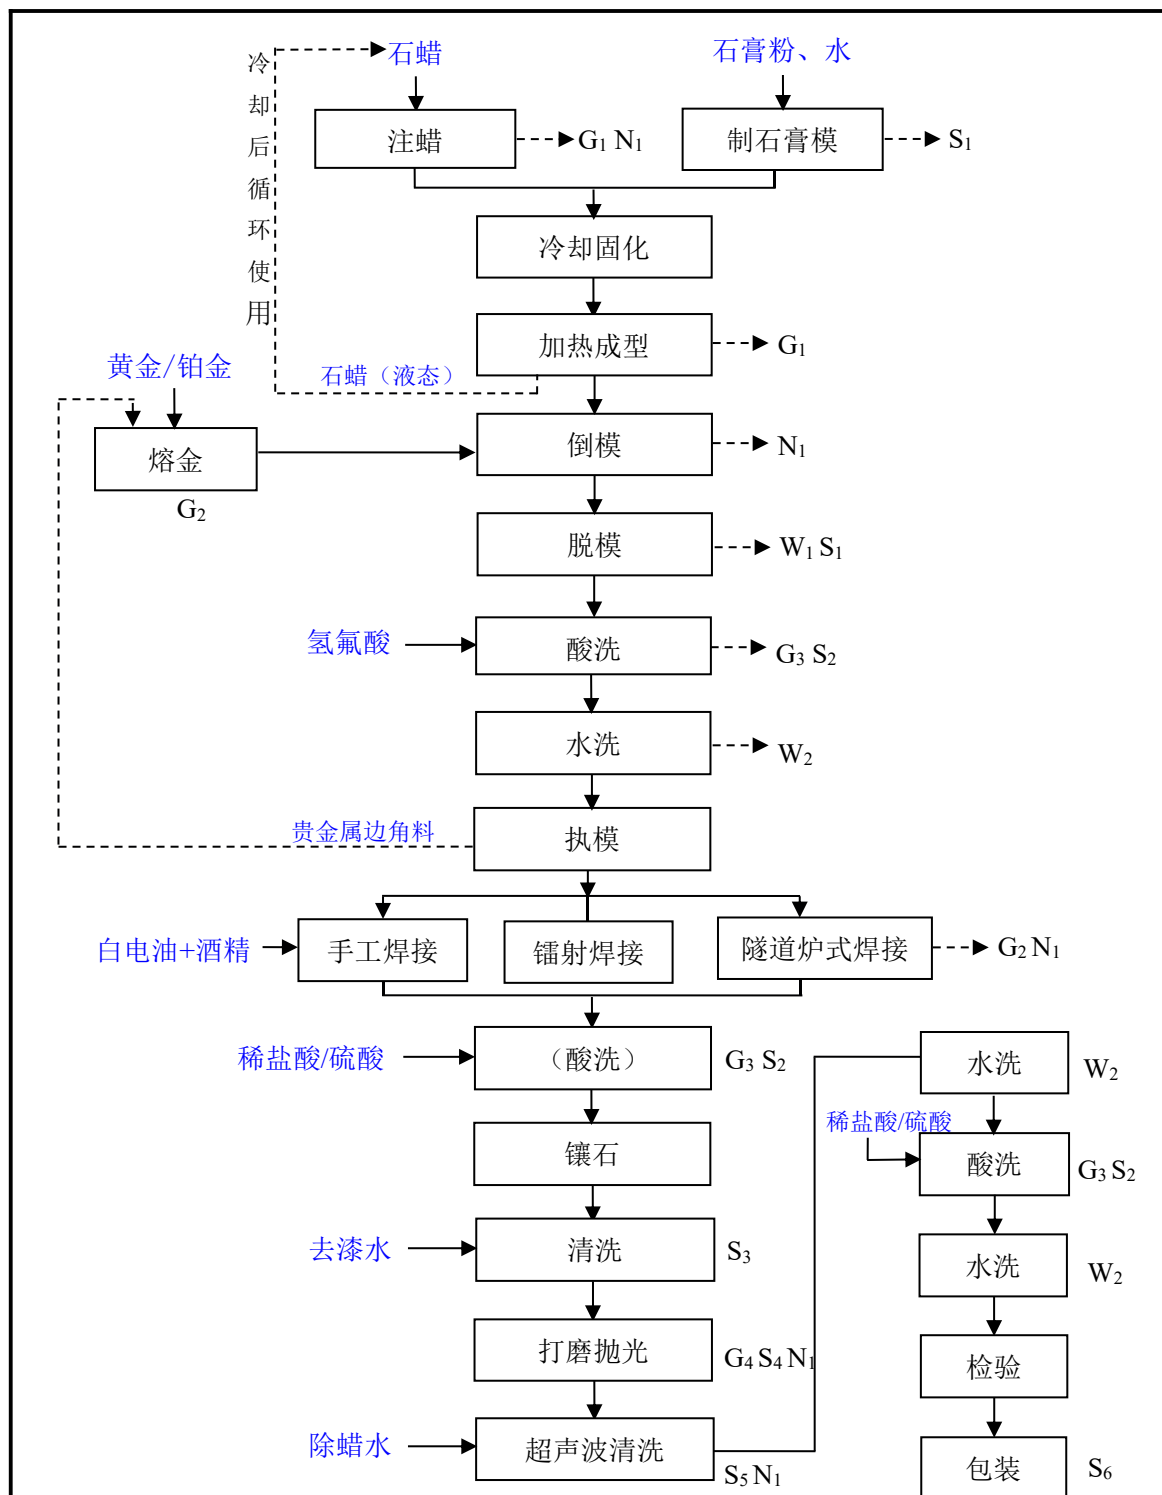 石蜡
石膏粉、水
冷却后循环使用
注蜡
G₁ N₁
制石膏模
S₁
冷却固化
加热成型
G₁
石蜡（液态）
黄金/铂金
熔金
G₂
倒模
N₁
脱模
W₁ S₁
氢氟酸
酸洗
G₃ S₂
水洗
W₂
贵金属边角料
执模
白电油+酒精
手工焊接
镭射焊接
隧道炉式焊接
G₂ N₁
稀盐酸/硫酸
（酸洗）
G₃ S₂
镶石
去漆水
清洗
S₃
打磨抛光
G₄ S₄ N₁
除蜡水
超声波清洗
S₅ N₁
水洗
W₂
稀盐酸/硫酸
酸洗
G₃ S₂
水洗
W₂
检验
包装
S₆